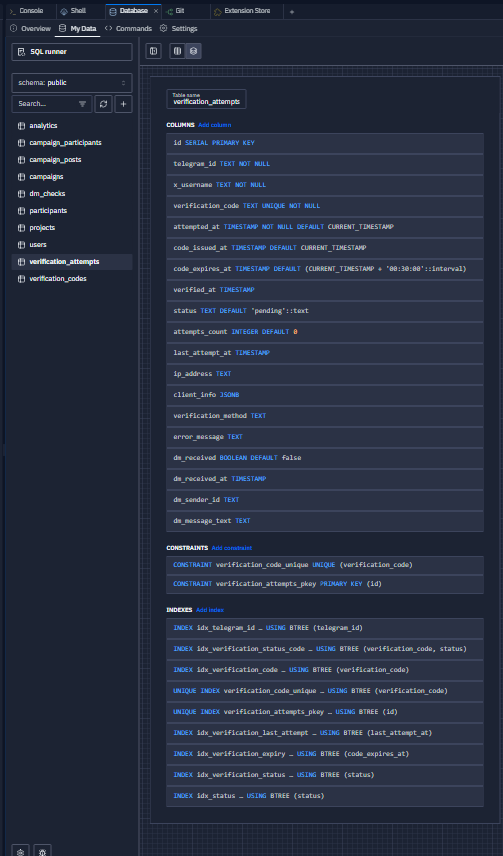 Console
Shell
Database
Git
Extension Store
Overview
My Data
Commands
Settings
SQL runner
schema: public
Search...
analytics
campaign_participants
campaign_posts
campaigns
dm_checks
participants
projects
users
verification_attempts
verification_codes
Table name
verification_attempts
COLUMNS Add column
id SERIAL PRIMARY KEY
telegram_id TEXT NOT NULL
x_username TEXT NOT NULL
verification_code TEXT UNIQUE NOT NULL
attempted_at TIMESTAMP NOT NULL DEFAULT CURRENT_TIMESTAMP
code_issued_at TIMESTAMP DEFAULT CURRENT_TIMESTAMP
code_expires_at TIMESTAMP DEFAULT (CURRENT_TIMESTAMP + '00:30:00'::interval)
verified_at TIMESTAMP
status TEXT DEFAULT 'pending'::text
attempts_count INTEGER DEFAULT 0
last_attempt_at TIMESTAMP
ip_address TEXT
client_info JSONB
verification_method TEXT
error_message TEXT
dm_received BOOLEAN DEFAULT false
dm_received_at TIMESTAMP
dm_sender_id TEXT
dm_message_text TEXT
CONSTRAINTS Add constraint
CONSTRAINT verification_code_unique UNIQUE (verification_code)
CONSTRAINT verification_attempts_pkey PRIMARY KEY (id)
INDEXES Add index
INDEX idx_telegram_id … USING BTREE (telegram_id)
INDEX idx_verification_status_code … USING BTREE (verification_code, status)
INDEX idx_verification_code … USING BTREE (verification_code)
UNIQUE INDEX verification_code_unique … USING BTREE (verification_code)
UNIQUE INDEX verification_attempts_pkey … USING BTREE (id)
INDEX idx_verification_last_attempt … USING BTREE (last_attempt_at)
INDEX idx_verification_expiry … USING BTREE (code_expires_at)
INDEX idx_verification_status … USING BTREE (status)
INDEX idx_status … USING BTREE (status)